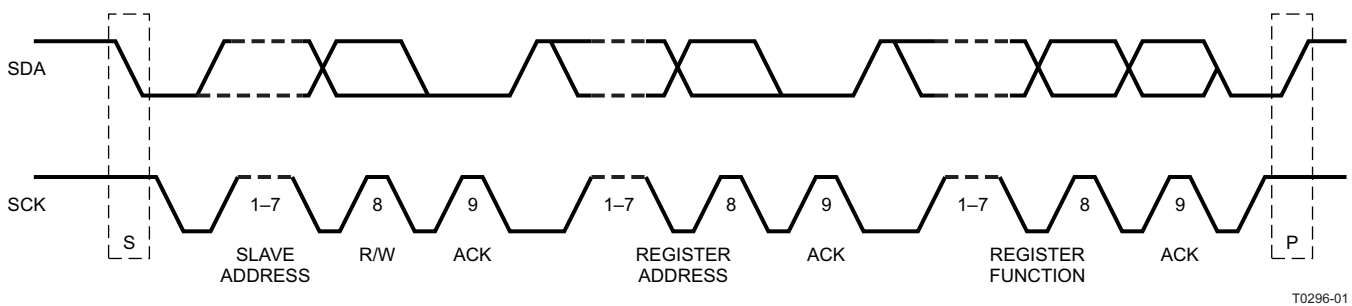 SDA
SCK
1–7 8 9 1–7 8 9 1–7 8 9
S P
SLAVE ADDRESS R/W ACK REGISTER ADDRESS ACK REGISTER FUNCTION ACK
T0296-01